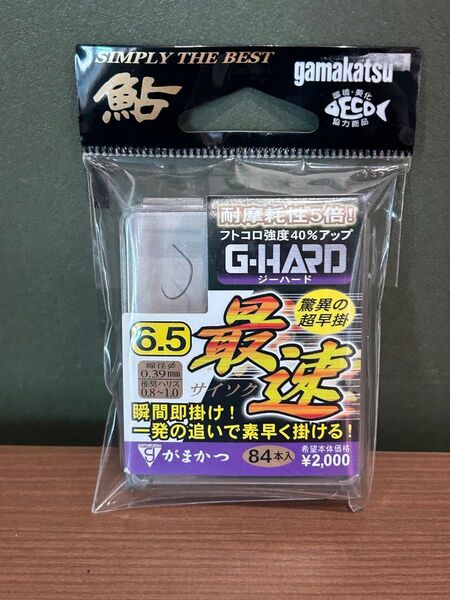 SIMPLY THE BEST
鮎
gamakatsu
環境・美化
ECO
協力商品
耐摩耗性5倍!
フトコロ強度40%アップ
G-HARD
ジーハード
驚異の
超早掛
6.5
最速
サイソク
線径φ
0.39mm
推奨ハリス
0.8~1.0
瞬間即掛け!
一発の追いで素早く掛ける!
gamakatsu
がまかつ
84本入
希望本体価格
¥2,000